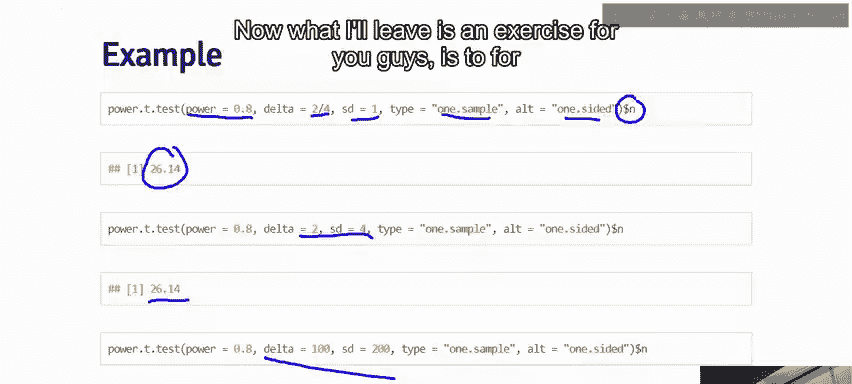 Now what I'll leave is an exercise for
you guys, is to for
Example
power.t.test(power = 0.8, delta = 2/4, sd = 1, type = "one.sample", alt = "one.sided")$n
## [1] 26.14
power.t.test(power = 0.8, delta = 2, sd = 4, type = "one.sample", alt = "one.sided")$n
## [1] 26.14
power.t.test(power = 0.8, delta = 100, sd = 200, type = "one.sample", alt = "one.sided")$n